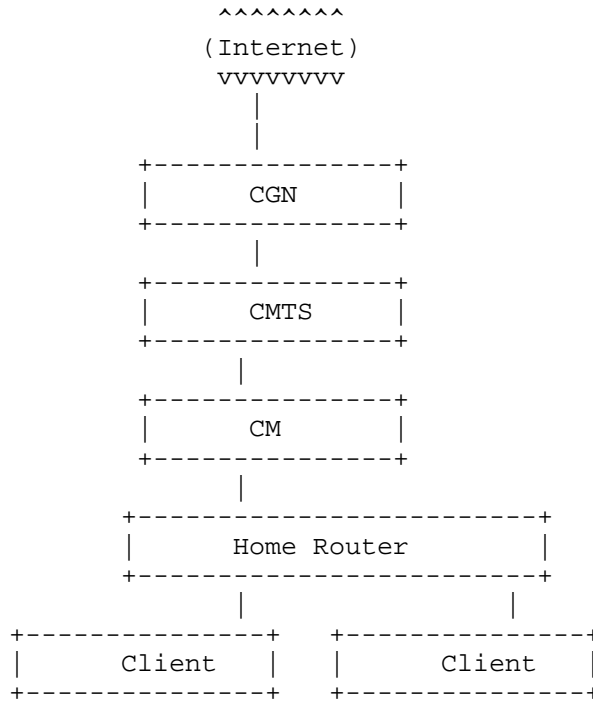 ^^^^^^^^
(Internet)
vvvvvvvv
|
|
+---------------+
|      CGN      |
+---------------+
|
+---------------+
|      CMTS     |
+---------------+
|
+---------------+
|      CM       |
+---------------+
|
+-------------------------+
|      Home Router        |
+-------------------------+
|                |
+---------------+   +---------------+
|      Client   |   |      Client   |
+---------------+   +---------------+